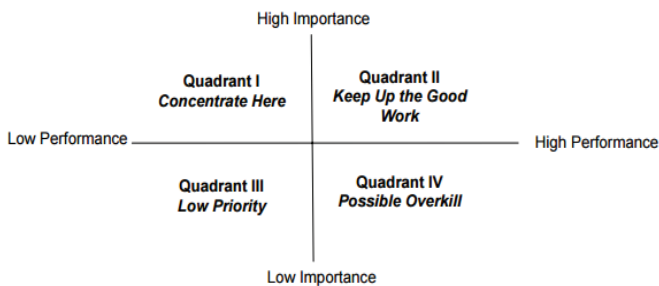 High Importance
Quadrant I
Concentrate Here
Quadrant II
Keep Up the Good
Work
Low Performance
High Performance
Quadrant III
Low Priority
Quadrant IV
Possible Overkill
Low Importance